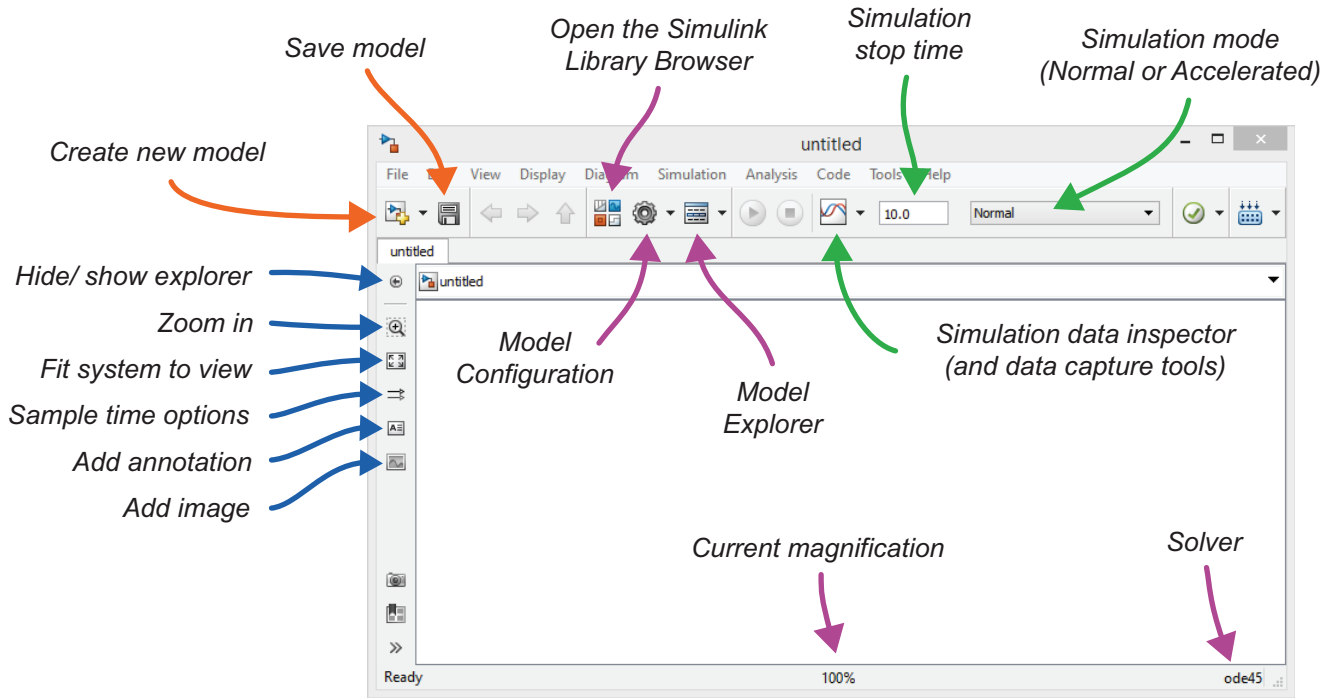 Save model
Open the Simulink
Library Browser
Simulation
stop time
Simulation mode
(Normal or Accelerated)
Create new model
untitled
File
View Display
Simulation Analysis Code
10.0
Normal
untitled
Hide/ show explorer
untitled
Zoom in
Fit system to view
Sample time options
Add annotation
Add image
Model
Configuration
Model
Explorer
Simulation data inspector
(and data capture tools)
Current magnification
Solver
Ready
100%
ode45